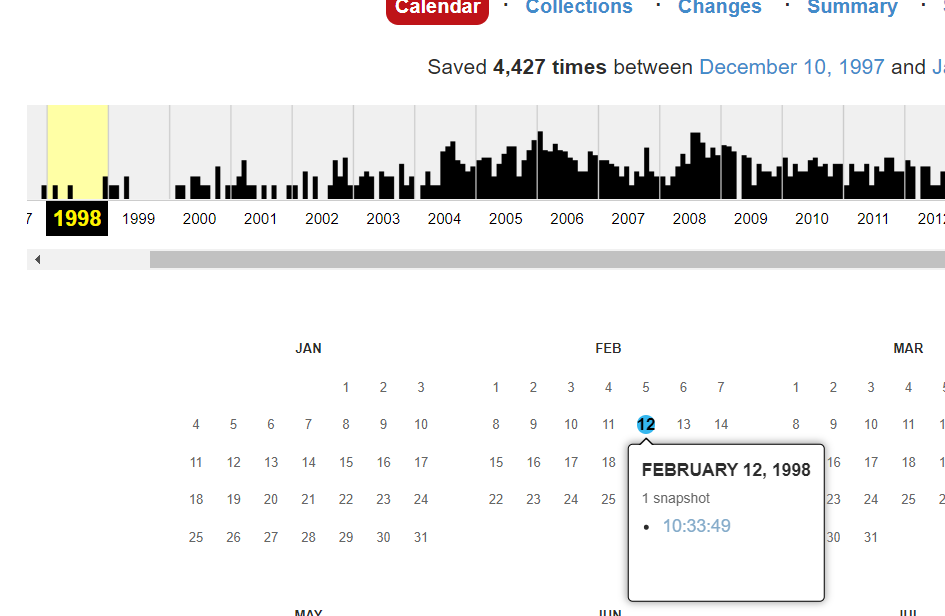 Calendar · Collections · Changes · Summary ·
Saved 4,427 times between December 10, 1997 and
7 1998 1999 2000 2001 2002 2003 2004 2005 2006 2007 2008 2009 2010 2011 2012
JAN FEB MAR
1 2 3 1 2 3 4 5 6 7 1 2 3 4 5
4 5 6 7 8 9 10 8 9 10 11 12 13 14 8 9 10 11
11 12 13 14 15 16 17 15 16 17 18 16 17 18
18 19 20 21 22 23 24 22 23 24 25 23 24 25
25 26 27 28 29 30 31 30 31
FEBRUARY 12, 1998
1 snapshot
• 10:33:49
MAY JUN JUL